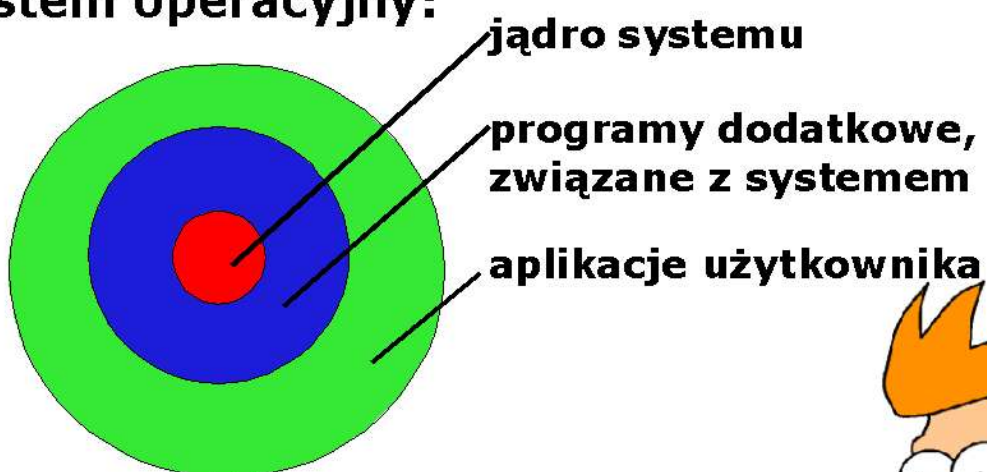 stem operacyjny:
jądro systemu
programy dodatkowe,
związane z systemem
aplikacje użytkownika